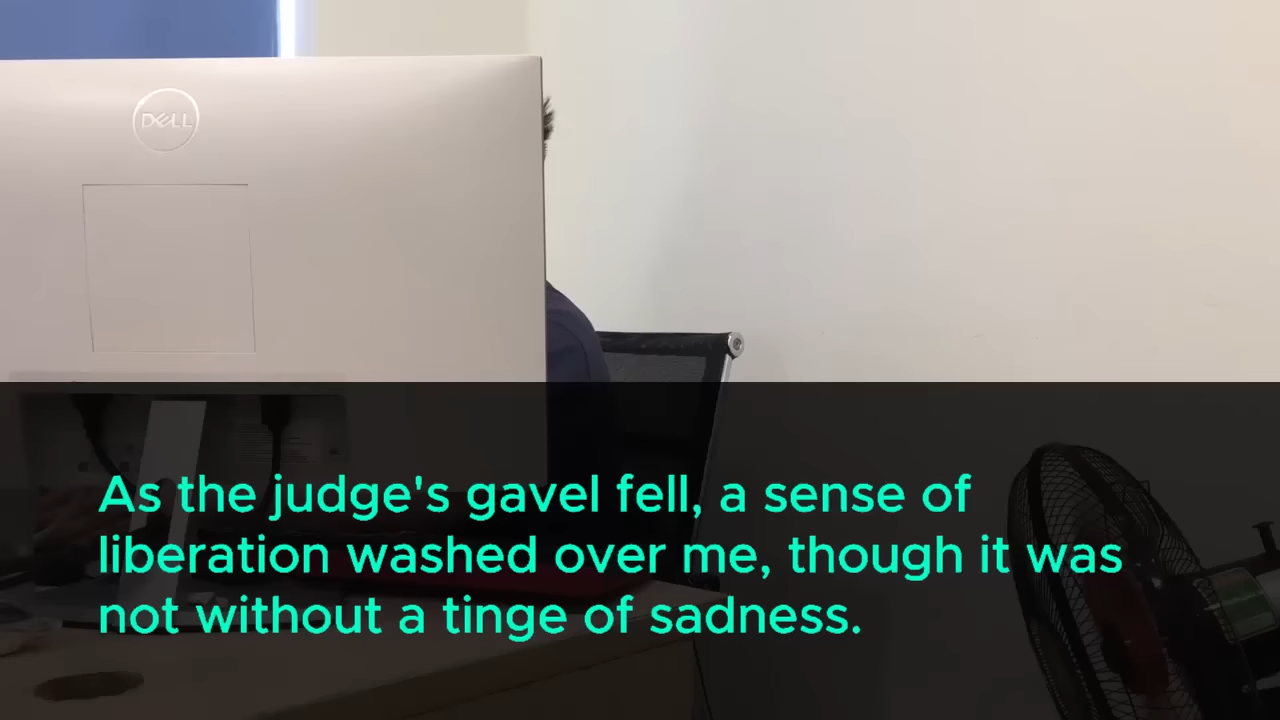 DELL
As the judge's gavel fell, a sense of
liberation washed over me, though it was
not without a tinge of sadness.